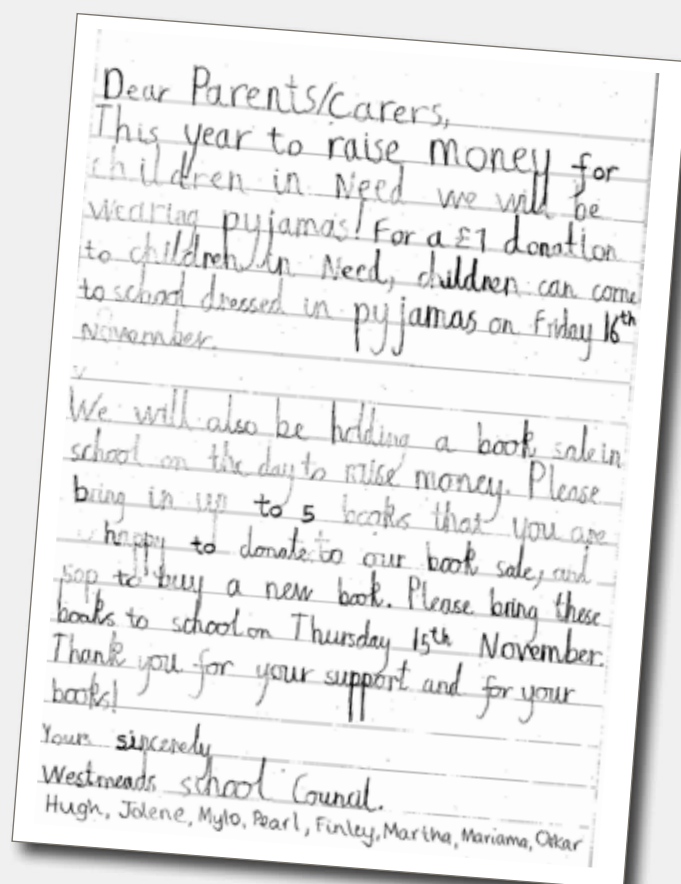 Dear Parents/Carers,
This year to raise money for
children in Need we will be
wearing pyjamas! For a £1 donation
to children in Need, children can come
to school dressed in pyjamas on Friday 16th
November.
We will also be holding a book sale in
school on the day to raise money. Please
bring in up to 5 books that you are
happy to donate to our book sale, and
50p to buy a new book. Please bring these
books to school on Thursday 15th November.
Thank you for your support and for your
books!
Yours sincerely
Westmeads school Council.
Hugh, Jolene, Mylo, Pearl, Finley, Martha, Mariama, Oskar